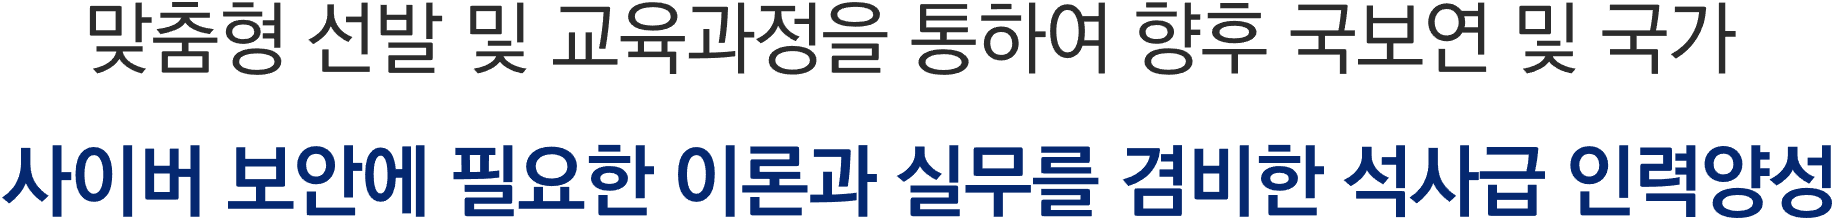 맞춤형 선발 및 교육과정을 통하여 향후 국보연 및 국가
사이버 보안에 필요한 이론과 실무를 겸비한 석사급 인력양성